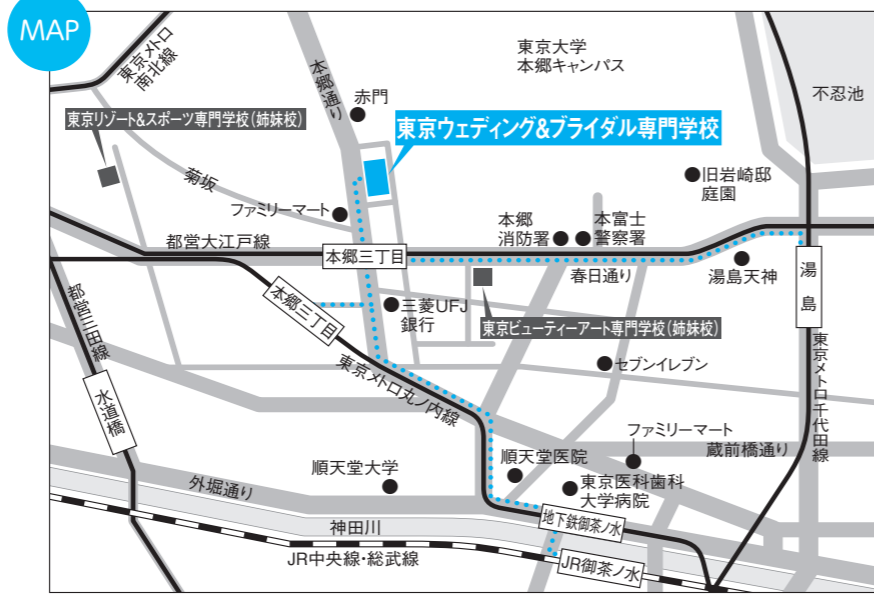 MAP
東京メトロ
南北線
本郷通り
赤門
東京大学
本郷キャンパス
不忍池
東京リゾート&スポーツ専門学校(姉妹校)
東京ウェディング&ブライダル専門学校
菊坂
旧岩崎邸
庭園
ファミリーマート
本郷
消防署
本富士
警察署
都営大江戸線
本郷三丁目
春日通り
湯島天神
湯島
都営三田線
本郷三丁目
三菱UFJ
銀行
東京ビューティーアート専門学校(姉妹校)
東京メトロ丸ノ内線
セブンイレブン
東京メトロ千代田線
水道橋
ファミリーマート
蔵前橋通り
外堀通り
順天堂大学
順天堂医院
東京医科歯科
大学病院
神田川
地下鉄御茶ノ水
JR中央線・総武線
JR御茶ノ水